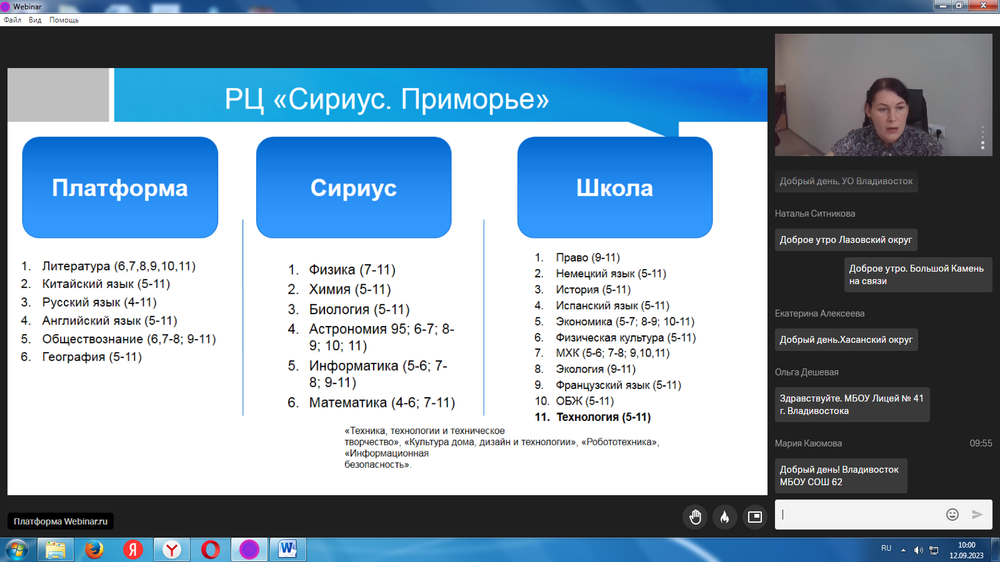 Webinar
Файл Вид Помощь
РЦ «Сириус. Приморье»
Платформа
1. Литература (6,7,8,9,10,11)
2. Китайский язык (5-11)
3. Русский язык (4-11)
4. Английский язык (5-11)
5. Обществознание (6,7-8; 9-11)
6. География (5-11)
Сириус
1. Физика (7-11)
2. Химия (5-11)
3. Биология (5-11)
4. Астрономия 95; 6-7; 8-
9; 10; 11)
5. Информатика (5-6; 7-
8; 9-11)
6. Математика (4-6; 7-11)
Школа
1. Право (9-11)
2. Немецкий язык (5-11)
3. История (5-11)
4. Испанский язык (5-11)
5. Экономика (5-7; 8-9; 10-11)
6. Физическая культура (5-11)
7. МХК (5-6; 7-8; 9,10,11)
8. Экология (9-11)
9. Французский язык (5-11)
10. ОБЖ (5-11)
11. Технология (5-11)
«Техника, технологии и техническое
творчество», «Культура дома, дизайн и технологии», «Робототехника»,
«Информационная
безопасность».
Добрый день, УО Владивосток
Наталья Ситникова
Доброе утро Лазовский округ
Доброе утро. Большой Камень
на связи
Екатерина Алексеева
Добрый день.Хасанский округ
Ольга Дешевая
Здравствуйте. МБОУ Лицей № 41
г. Владивостока
Мария Каюмова 09:55
Добрый день! Владивосток
МБОУ СОШ 62
Платформа Webinar.ru
RU
10:00
12.09.2023